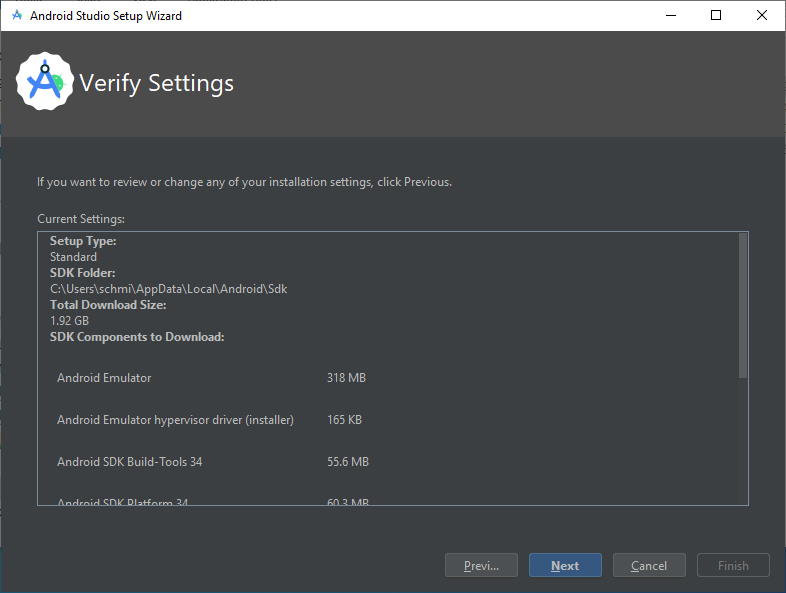 Android Studio Setup Wizard
Verify Settings
If you want to review or change any of your installation settings, click Previous.
Current Settings:
Setup Type:
Standard
SDK Folder:
C:\Users\schmi\AppData\Local\Android\Sdk
Total Download Size:
1.92 GB
SDK Components to Download:
Android Emulator 318 MB
Android Emulator hypervisor driver (installer) 165 KB
Android SDK Build-Tools 34 55.6 MB
Android SDK Platform 34 60.3 MB
Previ... Next Cancel Finish